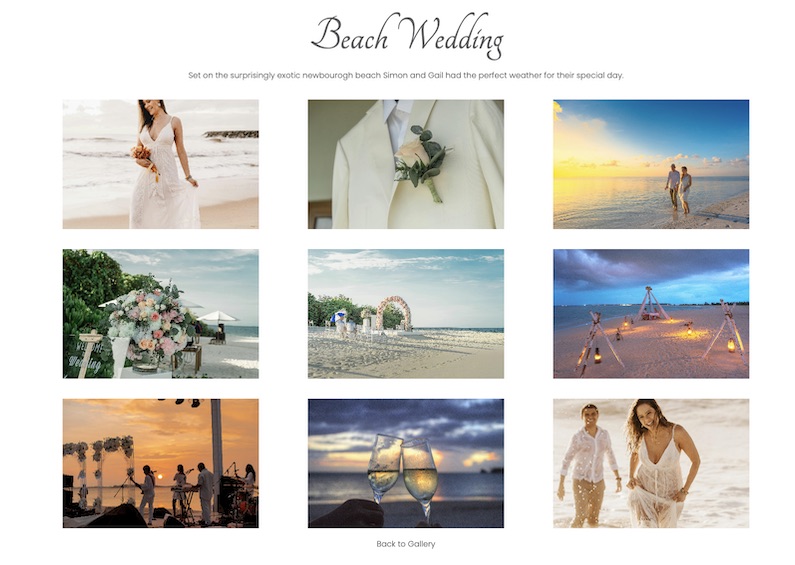 Beach Wedding
Set on the surprisingly exotic newbourogh beach Simon and Gail had the perfect weather for their special day.
Wedding
Back to Gallery